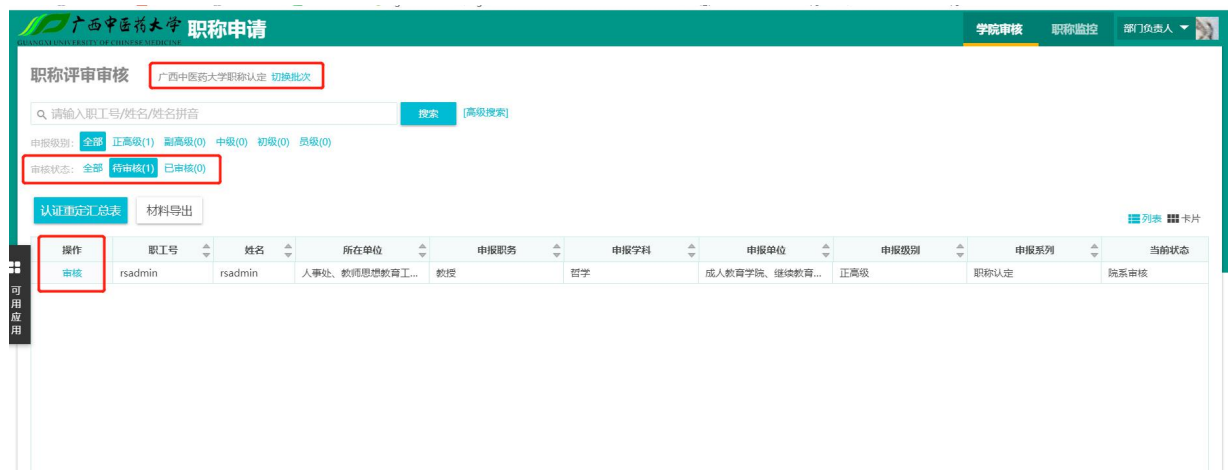 广西中医药大学 职称申请 学院审核 职称监控 部门负责人
GUANGXI UNIVERSITY OF CHINESE MEDICINE
职称评审审核 广西中医药大学职称认定 切换批次
请输入职工号/姓名/姓名拼音 搜索 [高级搜索]
申报级别: 全部 正高级(1) 副高级(0) 中级(0) 初级(0) 员级(0)
审核状态: 全部 待审核(1) 已审核(0)
认证重定汇总表 材料导出 列表 卡片
操作 职工号 姓名 所在单位 申报职务 申报学科 申报单位 申报级别 申报系列 当前状态
审核 rsadmin rsadmin 人事处、教师思想教育工... 教授 哲学 成人教育学院、继续教育... 正高级 职称认定 院系审核
可用应用